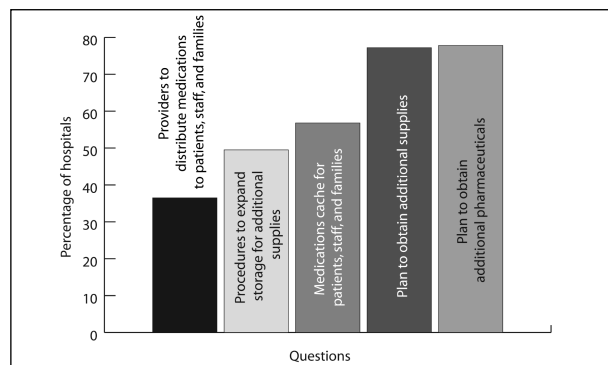 80
70
60
50
40
30
20
10
0
Percentage of hospitals
Providers to
distribute medications
to patients, staff, and families
Procedures to expand
storage for additional
supplies
Medications cache for
patients, staff, and families
Plan to obtain additional supplies
Plan to obtain
additional pharmaceuticals
Questions